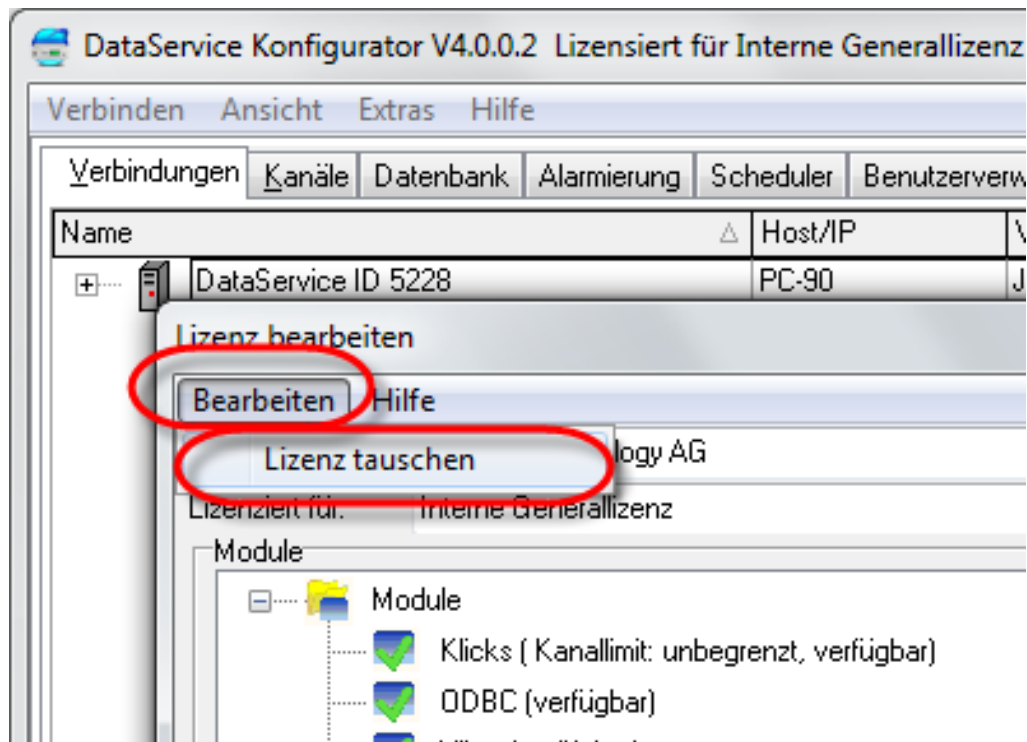 DataService Konfigurator V4.0.0.2 Lizensiert für Interne Generallizenz
Verbinden Ansicht Extras Hilfe
Verbindungen Kanäle Datenbank Alarmierung Scheduler
Name Host/IP
DataService ID 5228 PC-90
Lizenz bearbeiten
Bearbeiten Hilfe
Lizenz tauschen logy AG
Lizenziert für: Interne Generallizenz
Module
Module
Klicks ( Kanallimit: unbegrenzt, verfügbar)
ODBC (verfügbar)